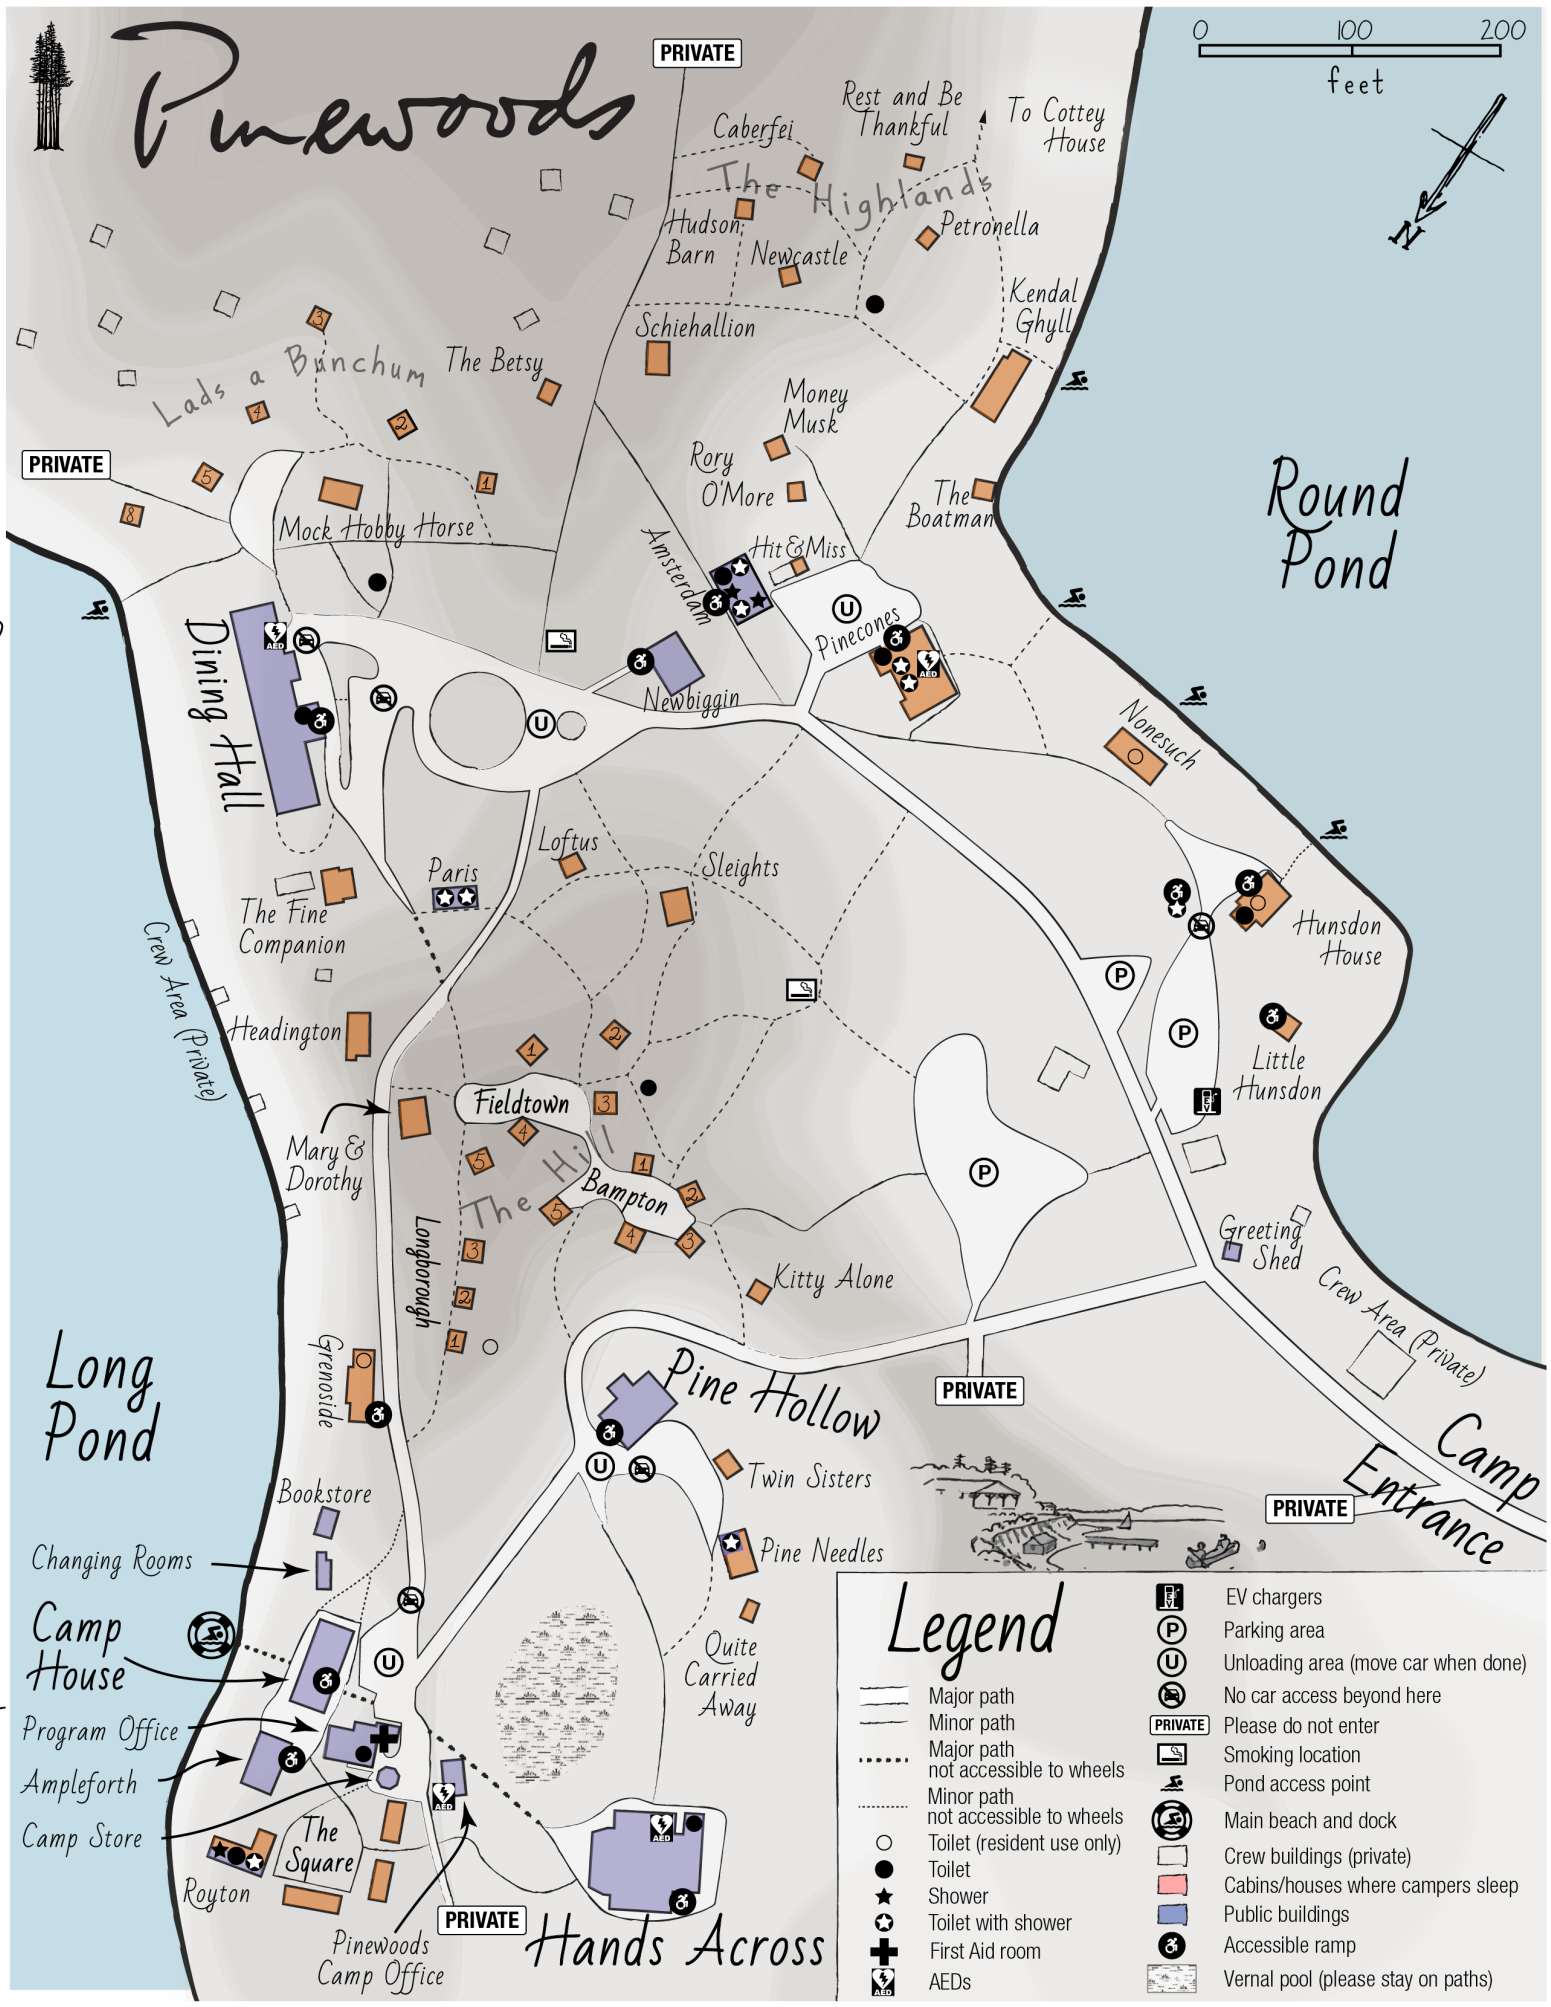 Pinewoods
PRIVATE
0 100 200
feet
N
Caberfei
Rest and Be
Thankful
To Cottey
House
The Highlands
Hudson
Barn
Newcastle
Petronella
Kendal
Ghyll
Schiehallion
The Betsy
Lads a Bunchum
3
4
2
5
1
8
PRIVATE
Mock Hobby Horse
Money
Musk
Rory
O'More
The
Boatman
Hit & Miss
Amsterdam
U
Pinecones
AED
Round
Pond
Dining Hall
AED
Newbiggin
U
Nonesuch
Loftus
Sleights
Paris
The Fine
Companion
Crew Area (Private)
Headington
Hunsdon
House
P
P
Little
Hunsdon
EV
Mary &
Dorothy
1
2
Fieldtown
3
4
5
The Hill
1
Bampton
2
5
4
3
Longborough
3
2
1
P
Kitty Alone
Greeting
Shed
Crew Area (Private)
Long
Pond
Grenoside
Pine Hollow
PRIVATE
U
Twin Sisters
Camp
Entrance
PRIVATE
Bookstore
Changing Rooms
Pine Needles
Camp
House
U
Quite
Carried
Away
Program Office
Ampleforth
Camp Store
AED
The
Square
Royton
AED
PRIVATE
Hands Across
Pinewoods
Camp Office
Legend
Major path
Minor path
Major path
not accessible to wheels
Minor path
not accessible to wheels
Toilet (resident use only)
Toilet
Shower
Toilet with shower
First Aid room
AED AEDs
EV EV chargers
P Parking area
U Unloading area (move car when done)
No car access beyond here
PRIVATE Please do not enter
Smoking location
Pond access point
Main beach and dock
Crew buildings (private)
Cabins/houses where campers sleep
Public buildings
Accessible ramp
Vernal pool (please stay on paths)